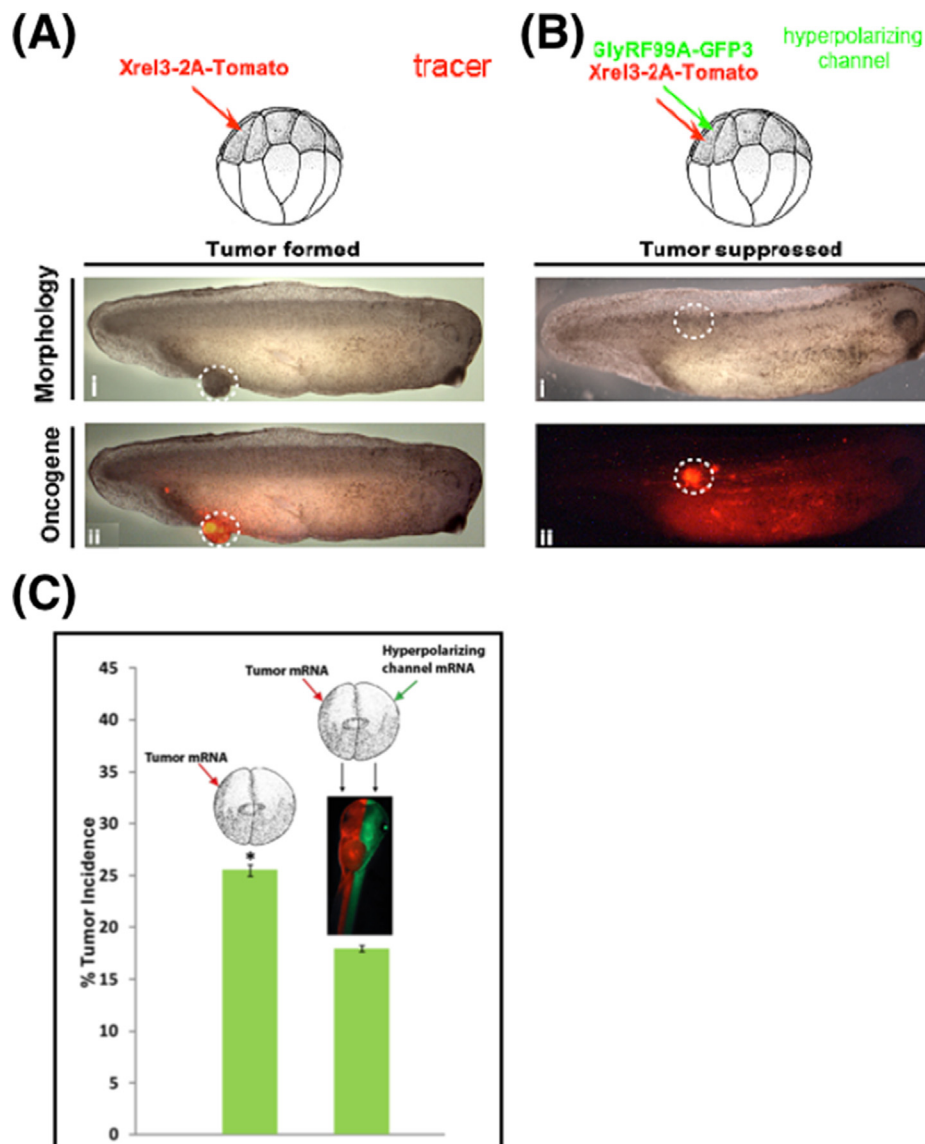 (A)
Xrel3-2A-Tomato
tracer
Tumor formed
Morphology
i
Oncogene
ii
(B)
GlyRF99A-GFP3
Xrel3-2A-Tomato
hyperpolarizing
channel
Tumor suppressed
i
ii
(C)
% Tumor Incidence
45
40
35
30
25
20
15
10
5
0
Tumor mRNA
*
Tumor mRNA
Hyperpolarizing
channel mRNA